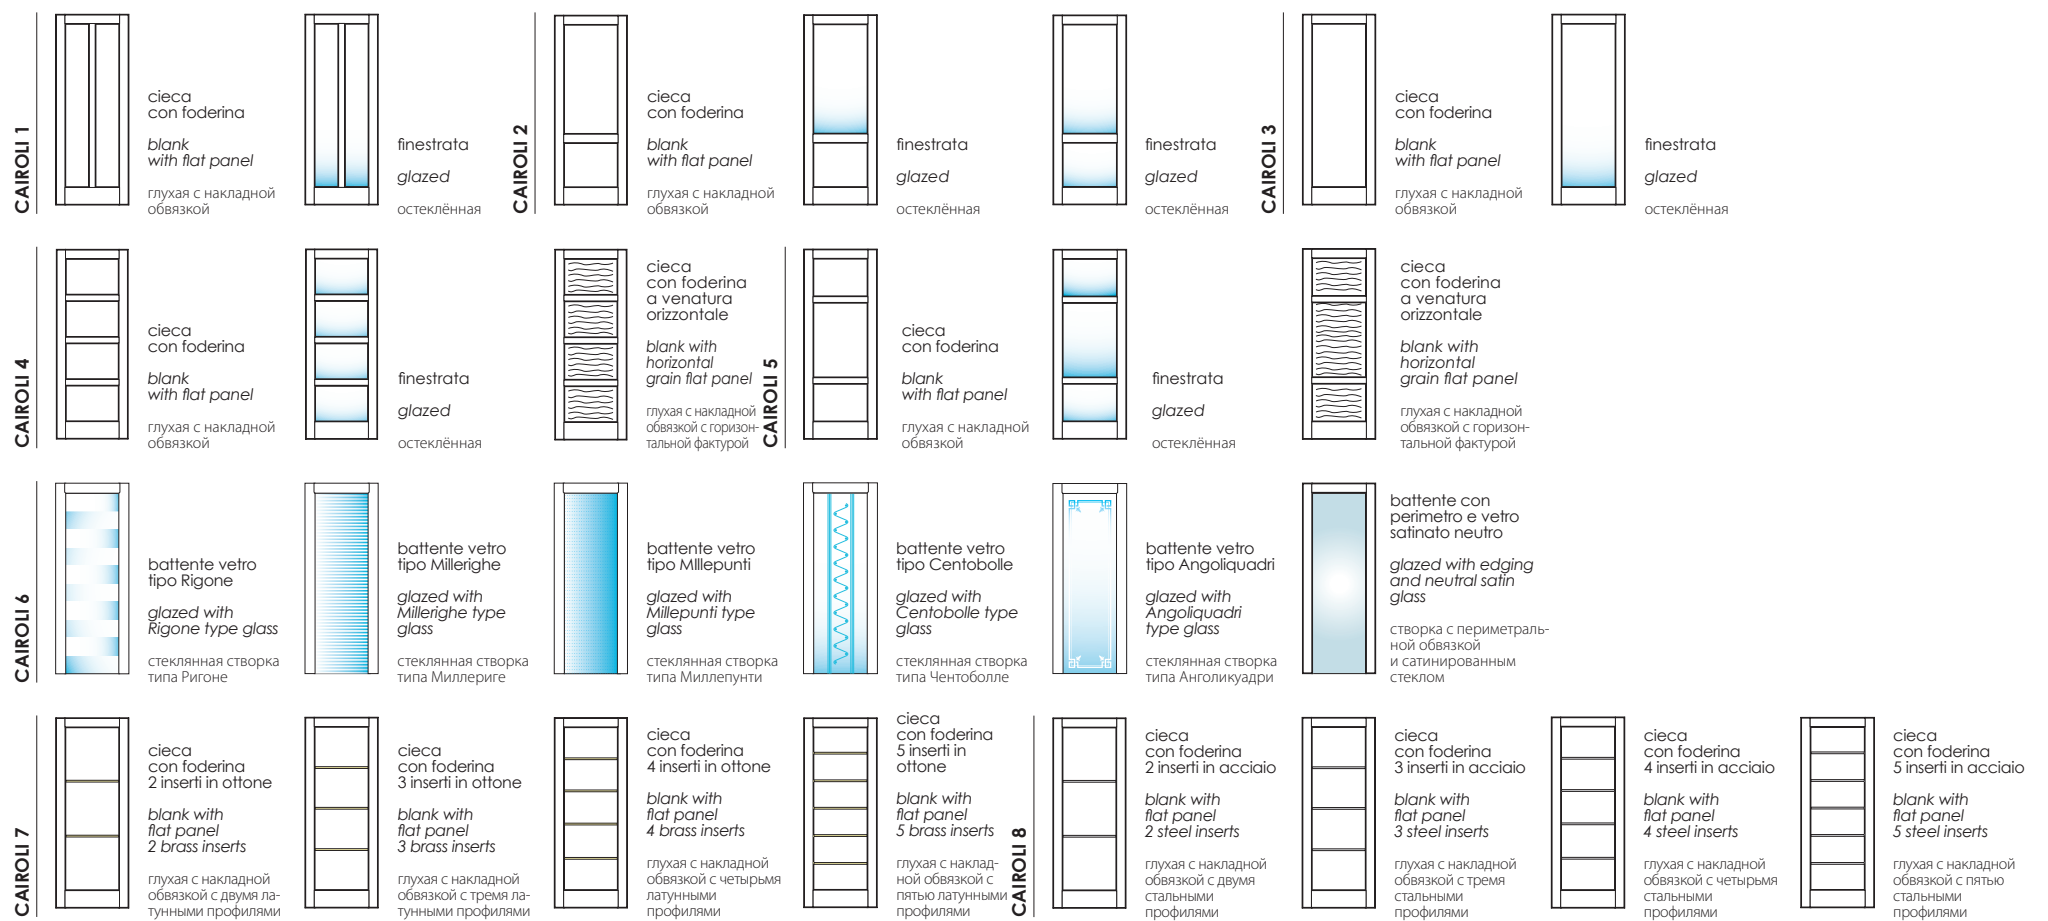 CAIROLI 1
cieca
con foderina
blank
with flat panel
глухая с накладной
обвязкой
finestrata
glazed
остеклённая
CAIROLI 2
cieca
con foderina
blank
with flat panel
глухая с накладной
обвязкой
finestrata
glazed
остеклённая
finestrata
glazed
остеклённая
CAIROLI 3
cieca
con foderina
blank
with flat panel
глухая с накладной
обвязкой
finestrata
glazed
остеклённая
CAIROLI 4
cieca
con foderina
blank
with flat panel
глухая с накладной
обвязкой
finestrata
glazed
остеклённая
cieca
con foderina
a venatura
orizzontale
blank with
horizontal
grain flat panel
глухая с накладной
обвязкой с горизон-
тальной фактурой
CAIROLI 5
cieca
con foderina
blank
with flat panel
глухая с накладной
обвязкой
finestrata
glazed
остеклённая
cieca
con foderina
a venatura
orizzontale
blank with
horizontal
grain flat panel
глухая с накладной
обвязкой с горизон-
тальной фактурой
CAIROLI 6
battente vetro
tipo Rigone
glazed with
Rigone type glass
стеклянная створка
типа Ригоне
battente vetro
tipo Millerighe
glazed with
Millerighe type
glass
стеклянная створка
типа Миллериге
battente vetro
tipo MIllepunti
glazed with
Millepunti type
glass
стеклянная створка
типа Миллепунти
battente vetro
tipo Centobolle
glazed with
Centobolle type
glass
стеклянная створка
типа Чентоболле
battente vetro
tipo Angoliquadri
glazed with
Angoliquadri
type glass
стеклянная створка
типа Анголикуадри
battente con
perimetro e vetro
satinato neutro
glazed with edging
and neutral satin
glass
створка с периметраль-
ной обвязкой
и сатинированным
стеклом
CAIROLI 7
cieca
con foderina
2 inserti in ottone
blank with
flat panel
2 brass inserts
глухая с накладной
обвязкой с двумя ла-
тунными профилями
cieca
con foderina
3 inserti in ottone
blank with
flat panel
3 brass inserts
глухая с накладной
обвязкой с тремя ла-
тунными профилями
cieca
con foderina
4 inserti in ottone
blank with
flat panel
4 brass inserts
глухая с накладной
обвязкой с четырьмя
латунными
профилями
cieca
con foderina
5 inserti in
ottone
blank with
flat panel
5 brass inserts
глухая с наклад-
ной обвязкой с
пятью латунными
профилями
CAIROLI 8
cieca
con foderina
2 inserti in acciaio
blank with
flat panel
2 steel inserts
глухая с накладной
обвязкой с двумя
стальными
профилями
cieca
con foderina
3 inserti in acciaio
blank with
flat panel
3 steel inserts
глухая с накладной
обвязкой с тремя
стальными
профилями
cieca
con foderina
4 inserti in acciaio
blank with
flat panel
4 steel inserts
глухая с накладной
обвязкой с четырьмя
стальными
профилями
cieca
con foderina
5 inserti in acciaio
blank with
flat panel
5 steel inserts
глухая с накладной
обвязкой с пятью
стальными
профилями